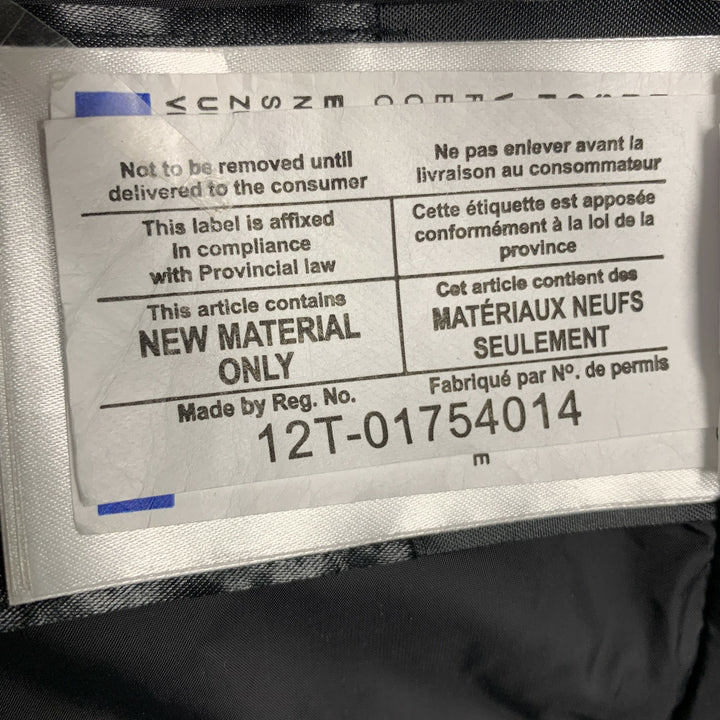 Not to be removed until
delivered to the consumer
Ne pas enlever avant la
livraison au consommateur
This label is affixed
In compliance
with Provincial law
Cette étiquette est apposée
conformément à la loi de la
province
This article contains
NEW MATERIAL
ONLY
Cet article contient des
MATÉRIAUX NEUFS
SEULEMENT
Made by Reg. No.
Fabriqué par Nº. de permis
12T-01754014